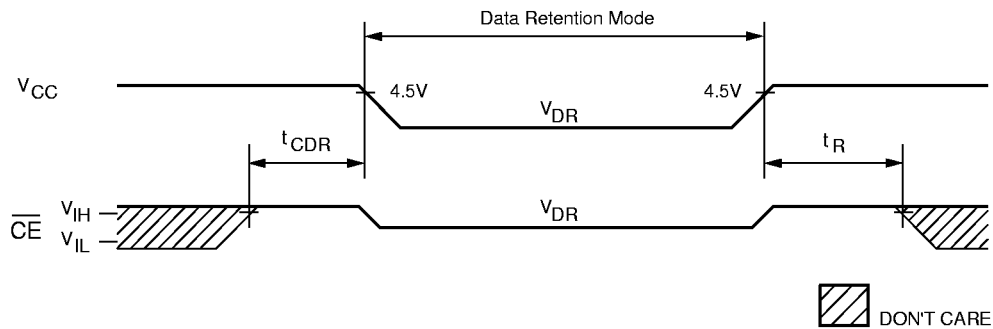 Data Retention Mode
VCC
4.5V
4.5V
VDR
tCDR
tR
VIH
CE
VIL
VDR
DON'T CARE